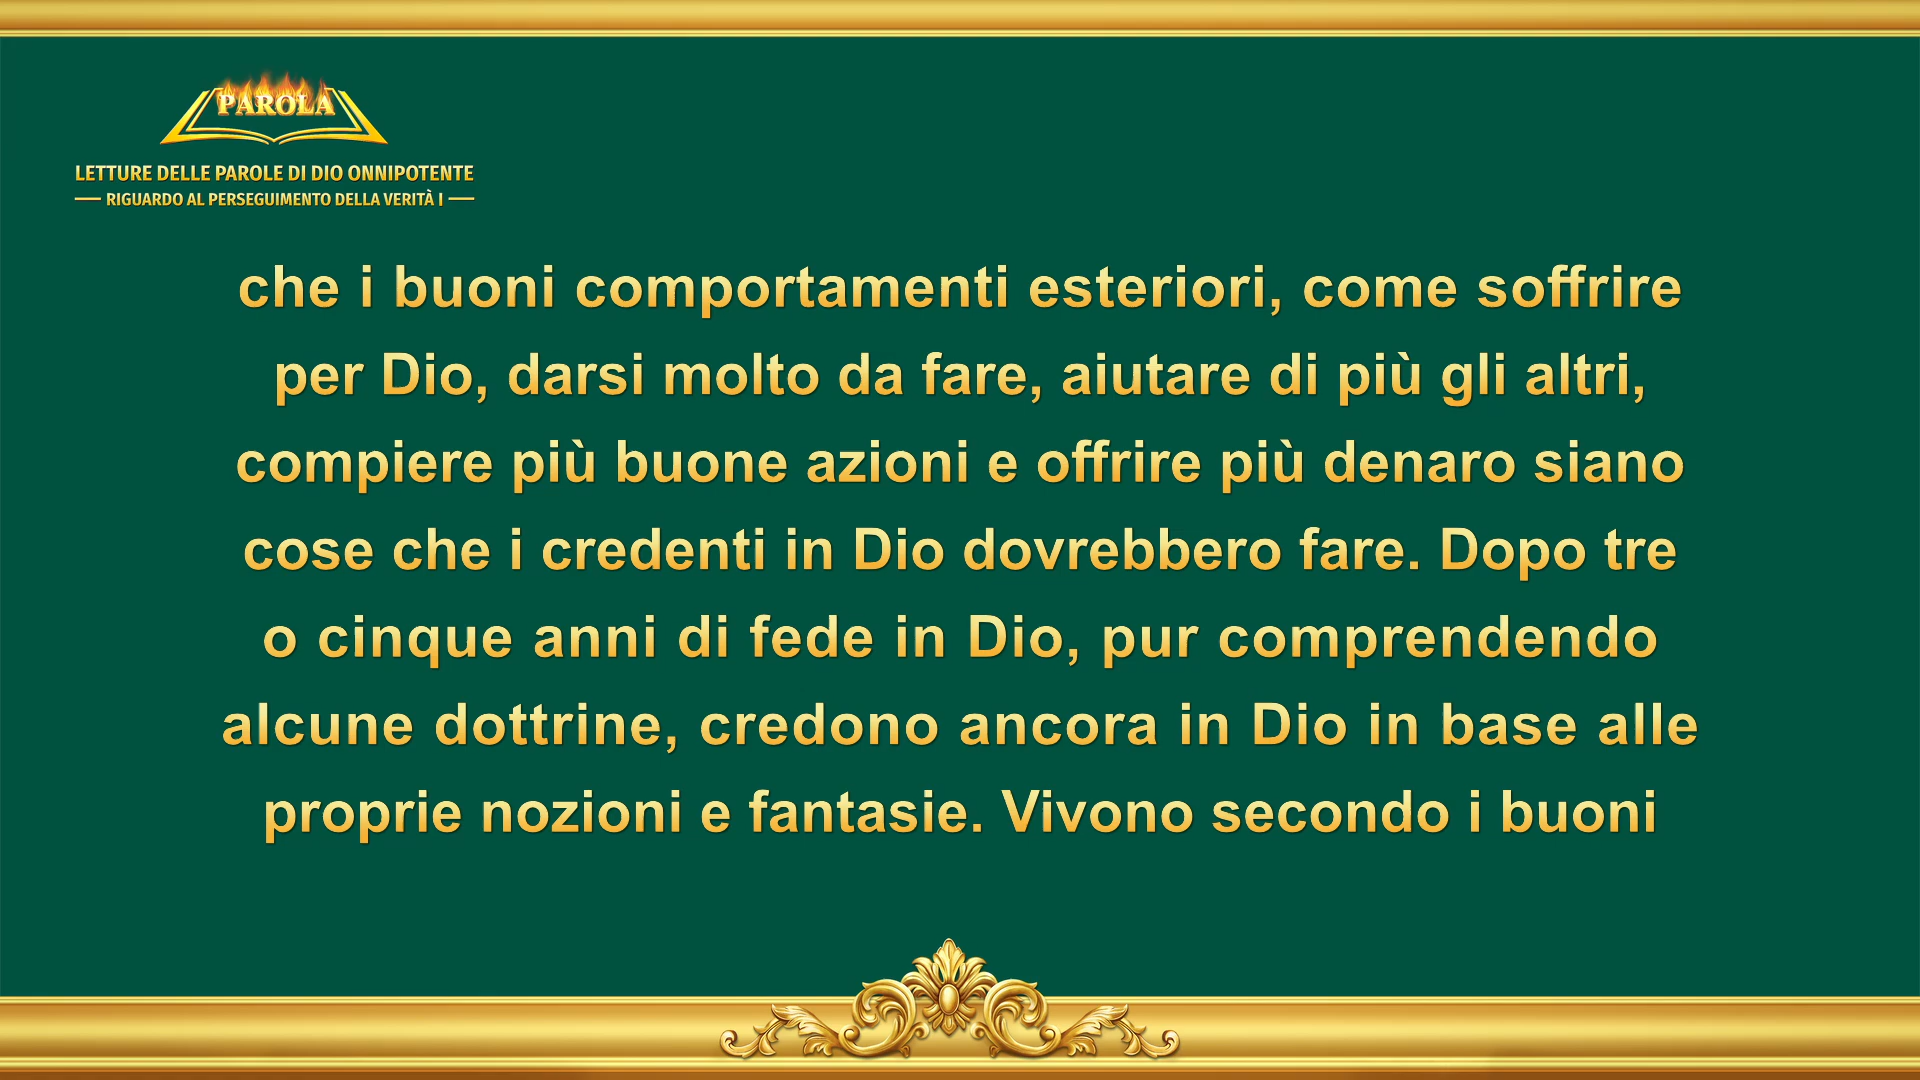 PAROLA
LETTURE DELLE PAROLE DI DIO ONNIPOTENTE
RIGUARDO AL PERSEGUIMENTO DELLA VERITÀ I
che i buoni comportamenti esteriori, come soffrire
per Dio, darsi molto da fare, aiutare di più gli altri,
compiere più buone azioni e offrire più denaro siano
cose che i credenti in Dio dovrebbero fare. Dopo tre
o cinque anni di fede in Dio, pur comprendendo
alcune dottrine, credono ancora in Dio in base alle
proprie nozioni e fantasie. Vivono secondo i buoni